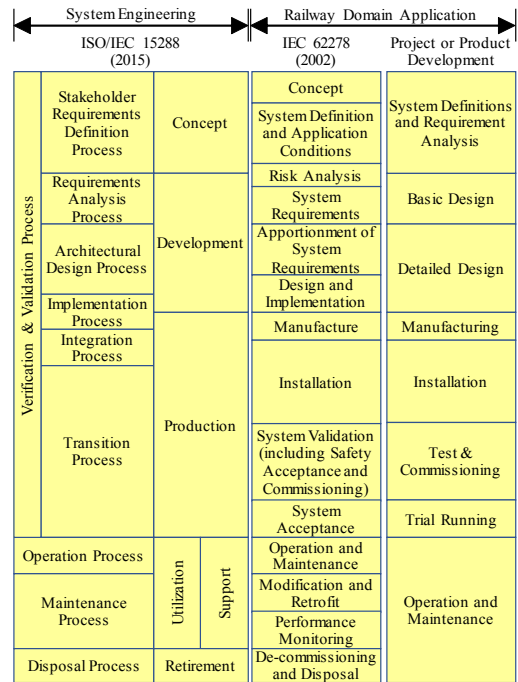 System Engineering
Railway Domain Application
ISO/IEC 15288
(2015)
IEC 62278
(2002)
Project or Product
Development
Verification & Validation Process
Stakeholder
Requirements
Definition
Process
Requirements
Analysis
Process
Architectural
Design Process
Implementation
Process
Integration
Process
Transition
Process
Operation Process
Maintenance
Process
Disposal Process
Concept
Development
Production
Utilization
Support
Retirement
Concept
System Definition
and Application
Conditions
Risk Analysis
System
Requirements
Apportionment of
System
Requirements
Design and
Implementation
Manufacture
Installation
System Validation
(including Safety
Acceptance and
Commissioning)
System
Acceptance
Operation and
Maintenance
Modification and
Retrofit
Performance
Monitoring
De-commissioning
and Disposal
System Definitions
and Requirement
Analysis
Basic Design
Detailed Design
Manufacturing
Installation
Test &
Commissioning
Trial Running
Operation and
Maintenance